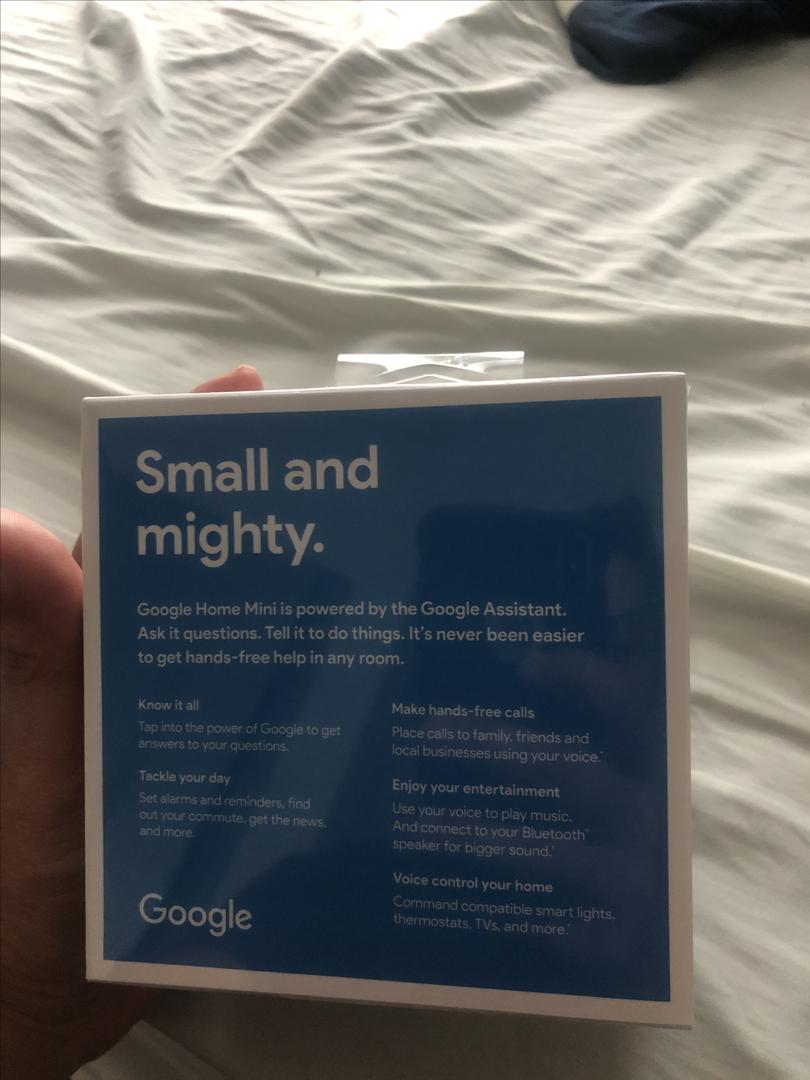 Small and
mighty.
Google Home Mini is powered by the Google Assistant.
Ask it questions. Tell it to do things. It's never been easier
to get hands-free help in any room.
Know it all
Tap into the power of Google to get
answers to your questions.
Tackle your day
Set alarms and reminders, find
out your commute, get the news,
and more.
Make hands-free calls
Place calls to family, friends and
local businesses using your voice.*
Enjoy your entertainment
Use your voice to play music.
And connect to your Bluetooth®
speaker for bigger sound.*
Voice control your home
Command compatible smart lights,
thermostats, TVs, and more.*
Google